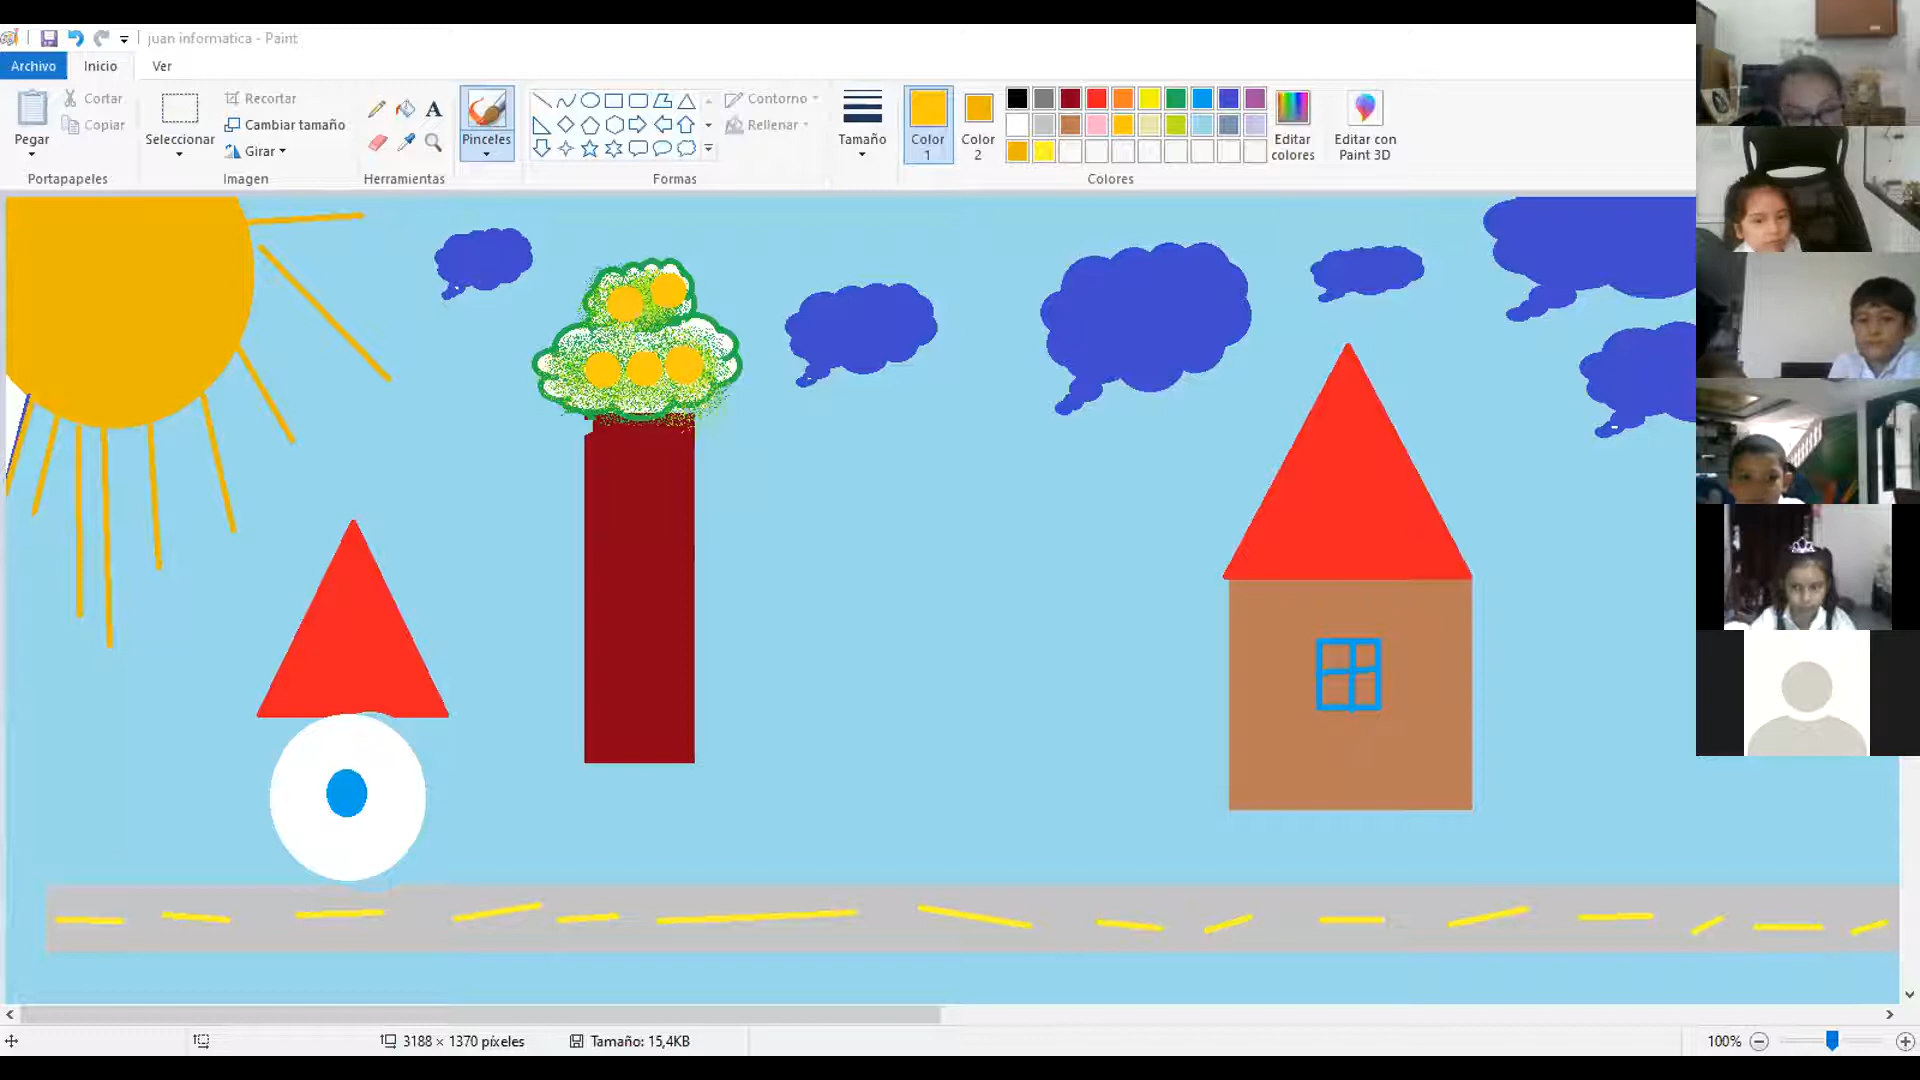 juan informatica - Paint
Archivo Inicio Ver
Pegar
Cortar
Copiar
Portapapeles
Seleccionar
Recortar
Cambiar tamaño
Girar
Imagen
A
Herramientas
Pinceles
Contorno
Rellenar
Formas
Tamaño
Color
1
Color
2
Editar
colores
Editar con
Paint 3D
Colores
3188 × 1370 píxeles
Tamaño: 15,4KB
100%